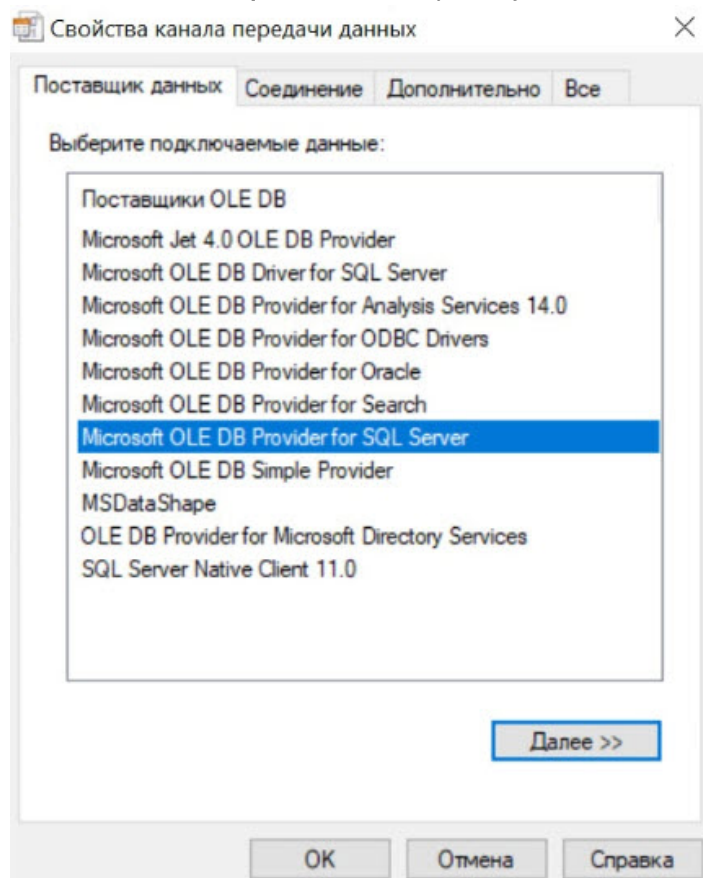 Свойства канала передачи данных
Поставщик данных Соединение Дополнительно Все
Выберите подключаемые данные:
Поставщики OLE DB
Microsoft Jet 4.0 OLE DB Provider
Microsoft OLE DB Driver for SQL Server
Microsoft OLE DB Provider for Analysis Services 14.0
Microsoft OLE DB Provider for ODBC Drivers
Microsoft OLE DB Provider for Oracle
Microsoft OLE DB Provider for Search
Microsoft OLE DB Provider for SQL Server
Microsoft OLE DB Simple Provider
MSDataShape
OLE DB Provider for Microsoft Directory Services
SQL Server Native Client 11.0
Далее >>
ОК Отмена Справка